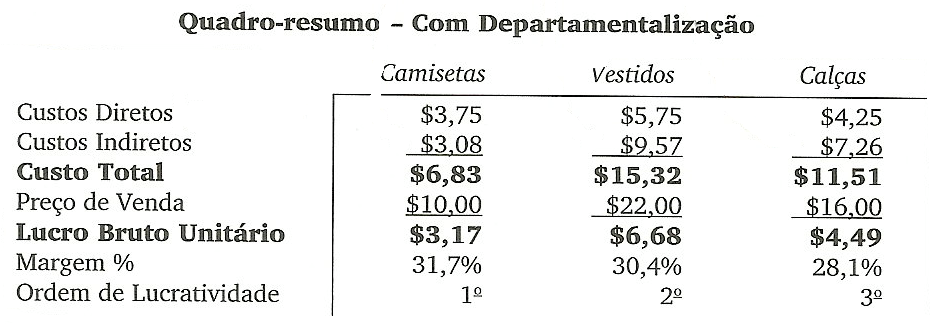 Quadro-resumo – Com Departamentalização
Camisetas Vestidos Calças
Custos Diretos $3,75 $5,75 $4,25
Custos Indiretos $3,08 $9,57 $7,26
Custo Total $6,83 $15,32 $11,51
Preço de Venda $10,00 $22,00 $16,00
Lucro Bruto Unitário $3,17 $6,68 $4,49
Margem % 31,7% 30,4% 28,1%
Ordem de Lucratividade 1º 2º 3º